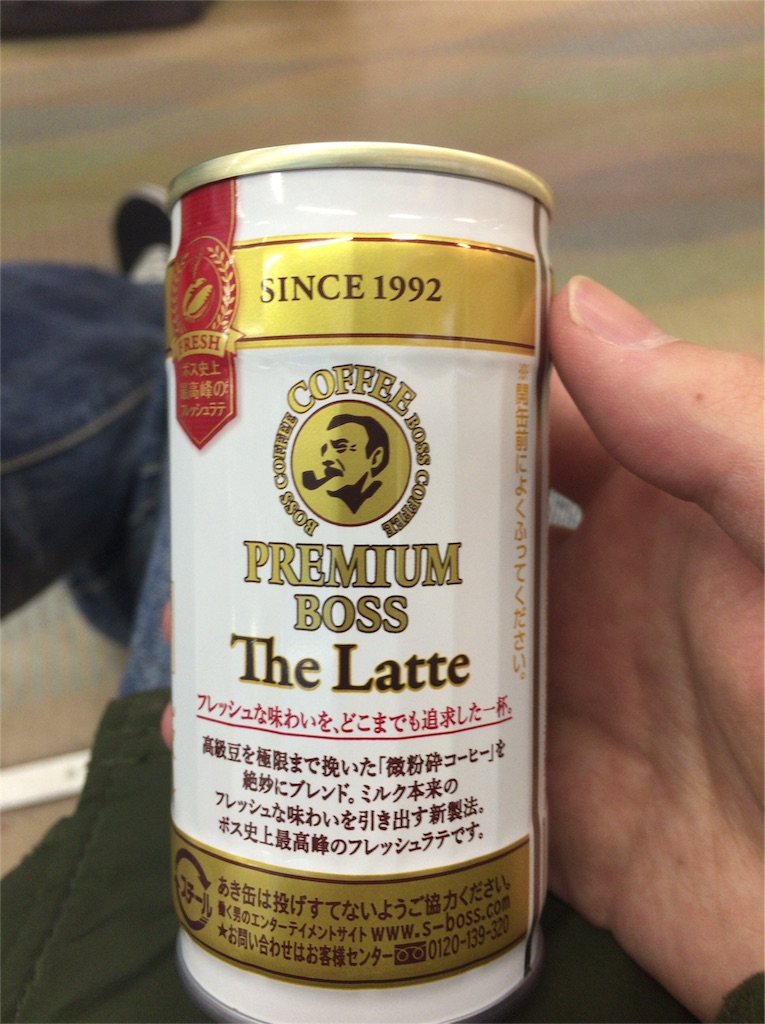 SINCE 1992
FRESH
ボス史上
最高峰の
フレッシュラテ
COFFEE
BOSS COFFEE
BOSS COFFEE
PREMIUM
BOSS
The Latte
フレッシュな味わいを、どこまでも追求した一杯。
高級豆を極限まで挽いた「微粉砕コーヒー」を
絶妙にブレンド。ミルク本来の
フレッシュな味わいを引き出す新製法。
ボス史上最高峰のフレッシュラテです。
※開缶前によくふってください。
スチール
あき缶は投げすてないようご協力ください。
働く男のエンターテイメントサイト www.s-boss.com
★お問い合わせはお客様センター 0120-139-320